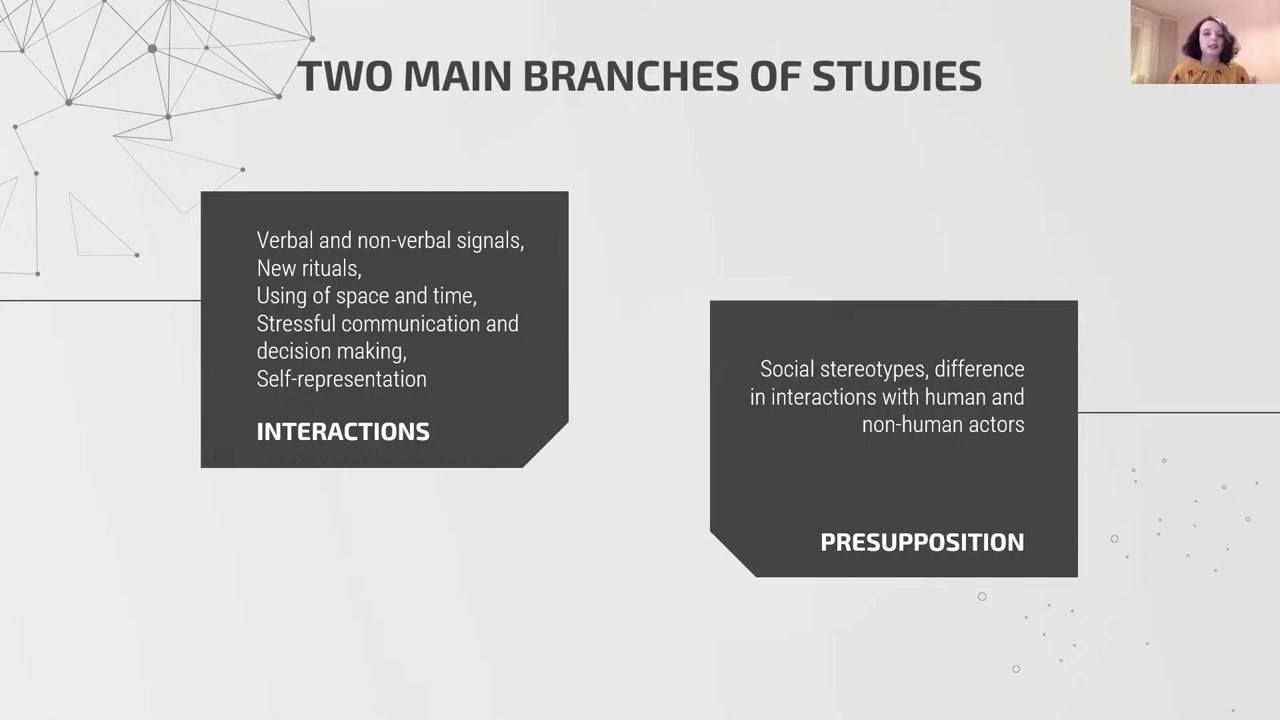 TWO MAIN BRANCHES OF STUDIES
Verbal and non-verbal signals,
New rituals,
Using of space and time,
Stressful communication and
decision making,
Self-representation
INTERACTIONS
Social stereotypes, difference
in interactions with human and
non-human actors
PRESUPPOSITION